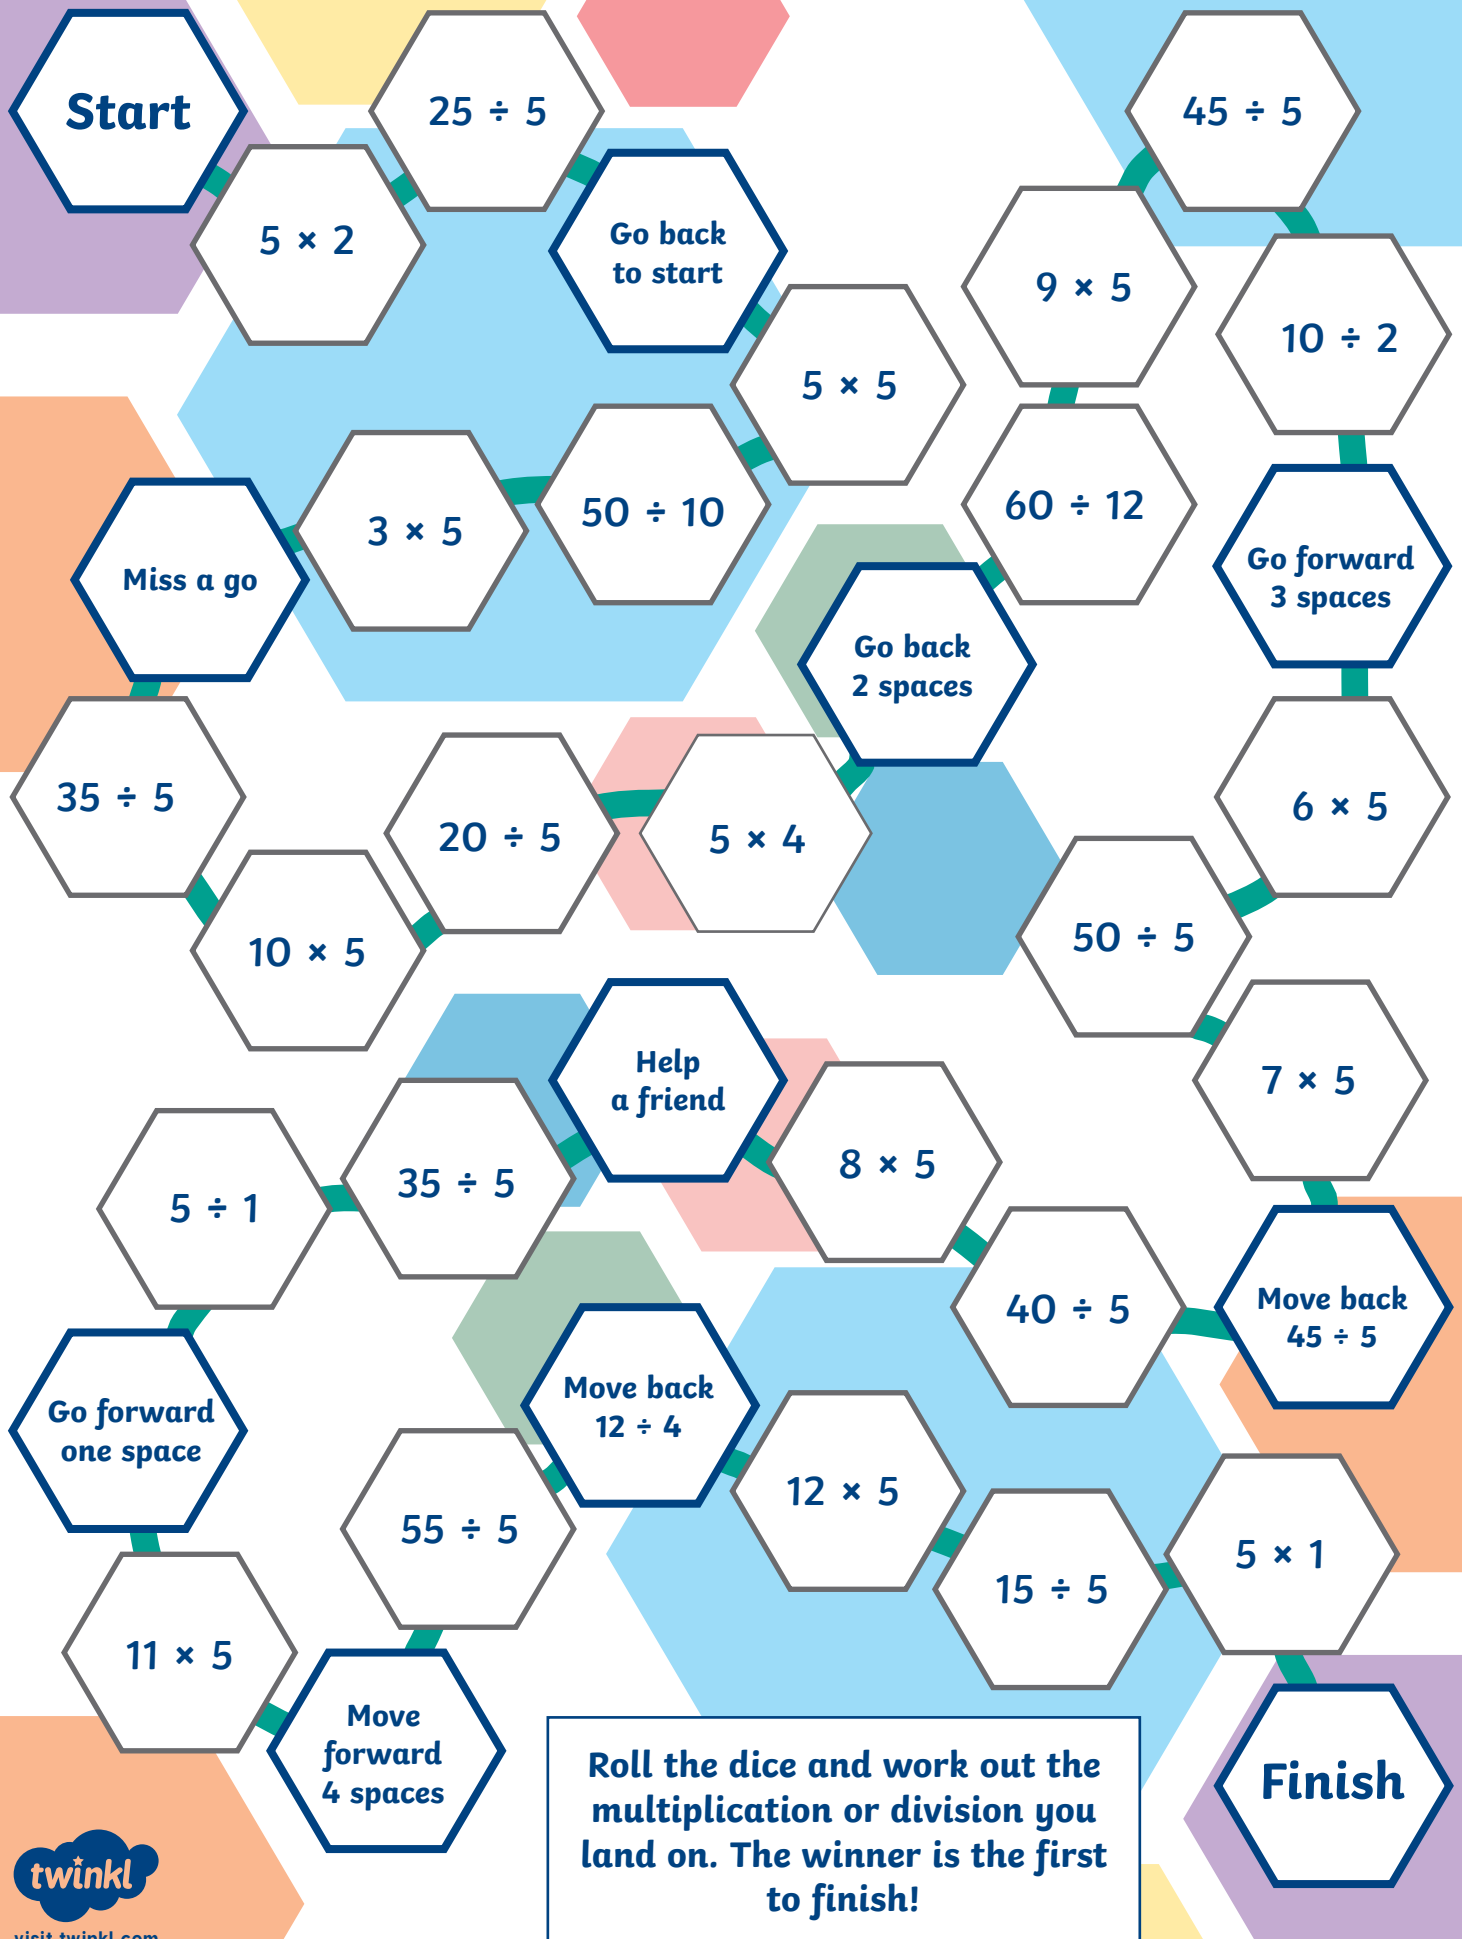 Start
5 × 2
25 ÷ 5
Go back
to start
5 × 5
50 ÷ 10
3 × 5
Miss a go
35 ÷ 5
10 × 5
20 ÷ 5
5 × 4
Go back
2 spaces
60 ÷ 12
9 × 5
45 ÷ 5
10 ÷ 2
Go forward
3 spaces
6 × 5
50 ÷ 5
7 × 5
Move back
45 ÷ 5
40 ÷ 5
8 × 5
Help
a friend
35 ÷ 5
5 ÷ 1
Go forward
one space
11 × 5
Move
forward
4 spaces
55 ÷ 5
Move back
12 ÷ 4
12 × 5
15 ÷ 5
5 × 1
Finish
Roll the dice and work out the
multiplication or division you
land on. The winner is the first
to finish!
twinkl
visit twinkl.com